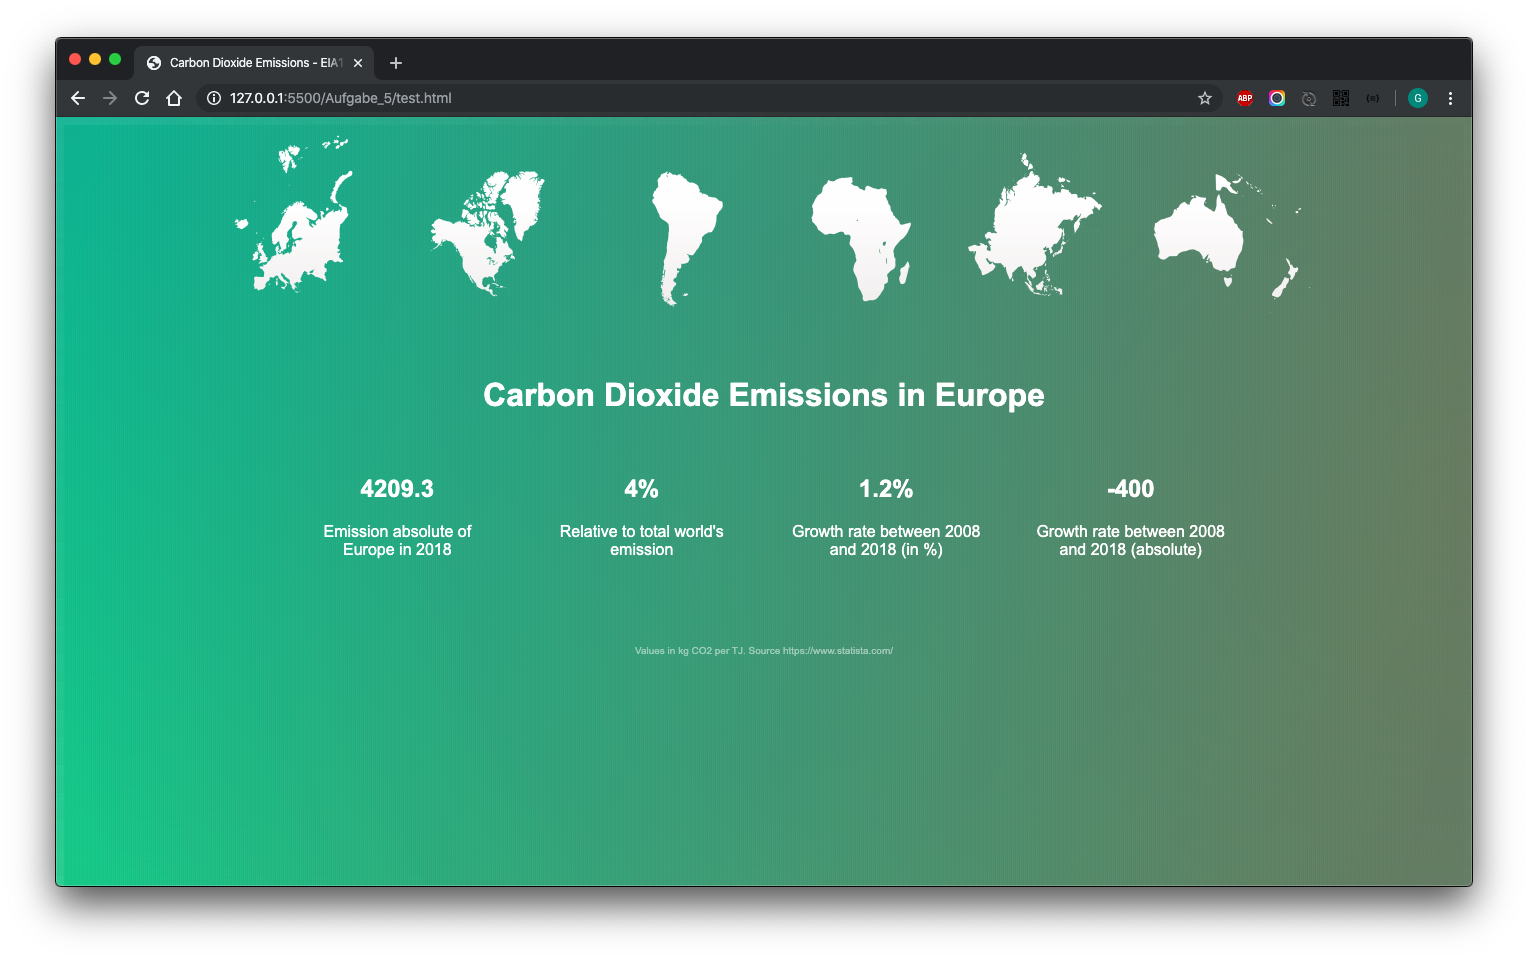 Carbon Dioxide Emissions - EIA1
127.0.0.1:5500/Aufgabe_5/test.html
ABP
G
Carbon Dioxide Emissions in Europe
4209.3
4%
1.2%
-400
Emission absolute of
Europe in 2018
Relative to total world's
emission
Growth rate between 2008
and 2018 (in %)
Growth rate between 2008
and 2018 (absolute)
Values in kg CO2 per TJ. Source https://www.statista.com/